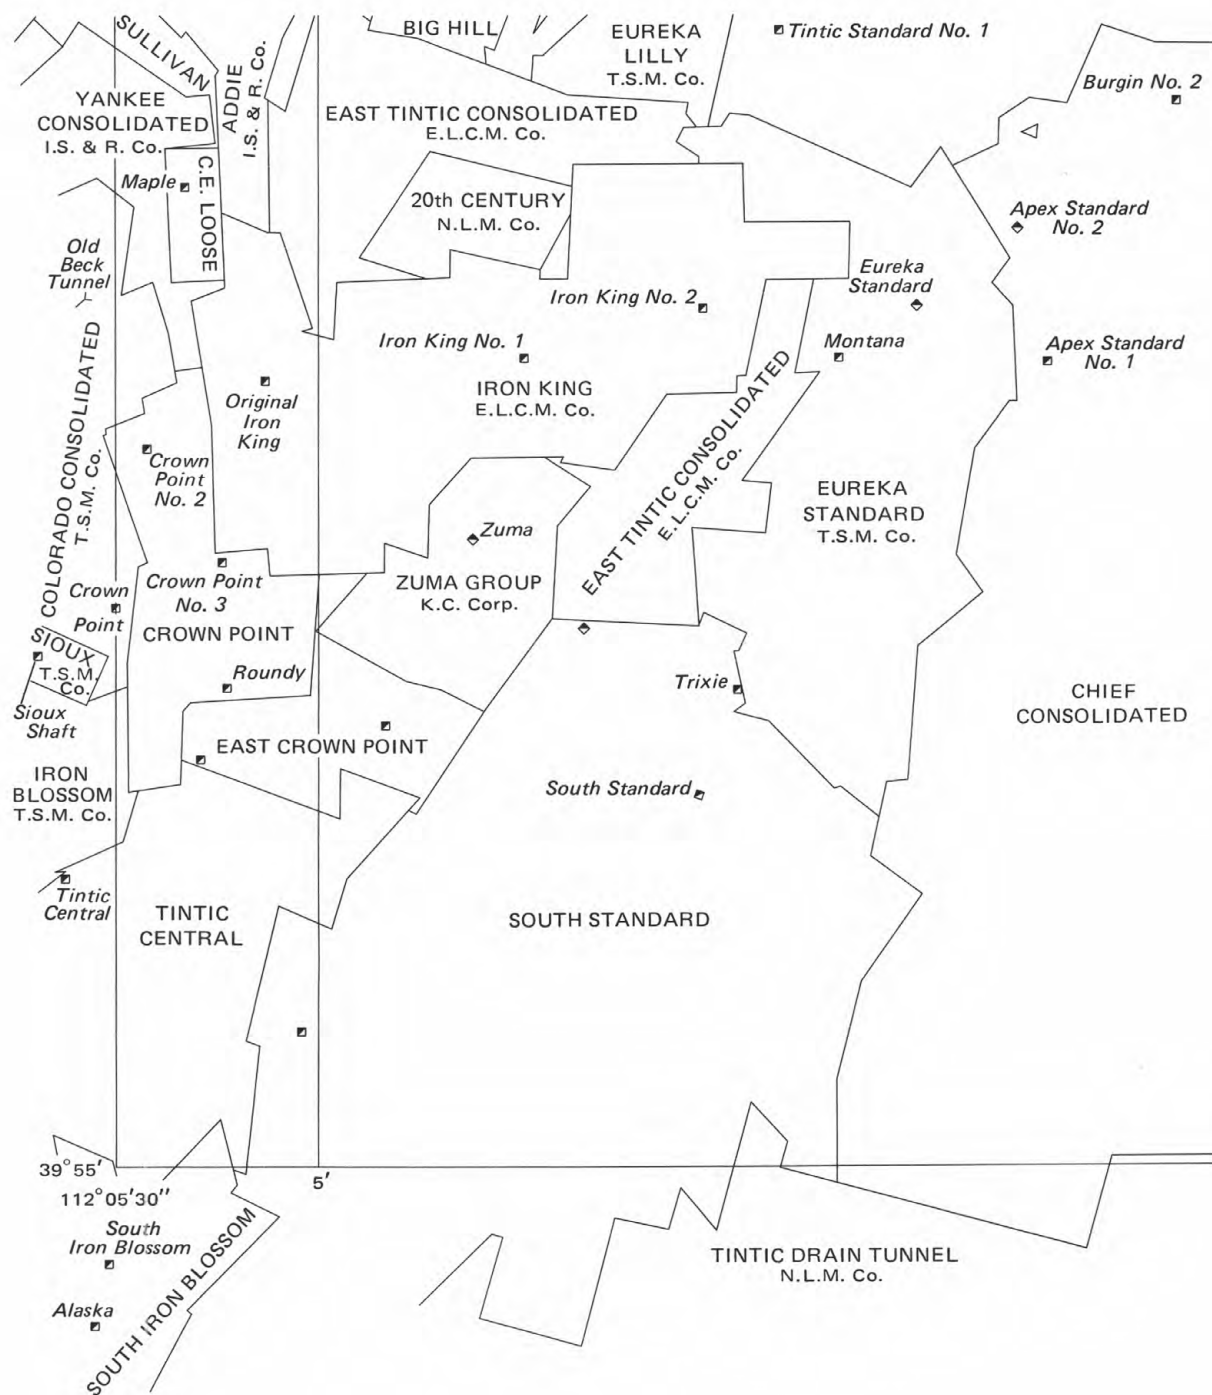 SULLIVAN
ADDIE
I.S. & R. Co.
BIG HILL
EUREKA
LILLY
T.S.M. Co.
Tintic Standard No. 1
Burgin No. 2
YANKEE
CONSOLIDATED
I.S. & R. Co.
EAST TINTIC CONSOLIDATED
E.L.C.M. Co.
Maple
C.E. LOOSE
20th CENTURY
N.L.M. Co.
Apex Standard
No. 2
Old
Beck
Tunnel
Eureka
Standard
Iron King No. 2
Iron King No. 1
Montana
Apex Standard
No. 1
IRON KING
E.L.C.M. Co.
Original
Iron
King
COLORADO CONSOLIDATED
T.S.M. Co.
Crown
Point
No. 2
EAST TINTIC CONSOLIDATED
E.L.C.M. Co.
EUREKA
STANDARD
T.S.M. Co.
Zuma
ZUMA GROUP
K.C. Corp.
Crown Point
No. 3
Crown
Point
CROWN POINT
SIOUX
T.S.M.
Co.
Roundy
Trixie
CHIEF
CONSOLIDATED
Sioux
Shaft
EAST CROWN POINT
IRON
BLOSSOM
T.S.M. Co.
South Standard
Tintic
Central
TINTIC
CENTRAL
SOUTH STANDARD
39°55'
112°05'30"
5'
South
Iron Blossom
SOUTH IRON BLOSSOM
TINTIC DRAIN TUNNEL
N.L.M. Co.
Alaska